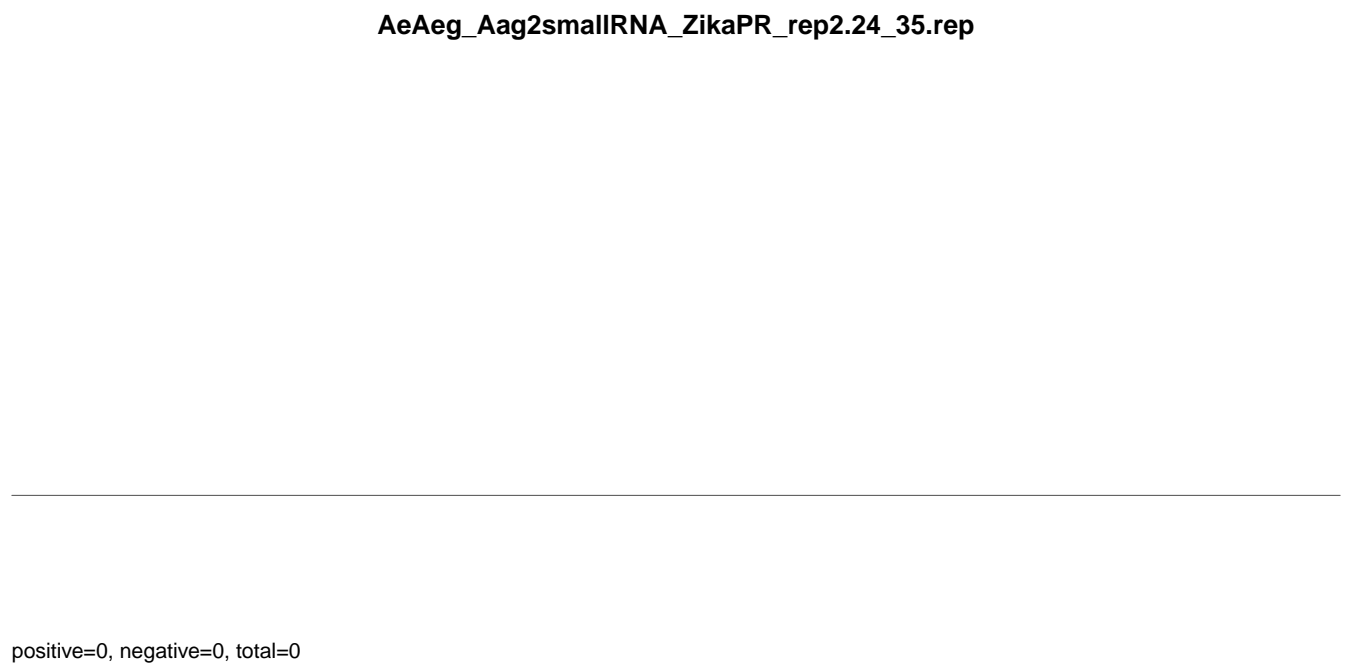 AeAeg_Aag2smallRNA_ZikaPR_rep2.24_35.rep
positive=0, negative=0, total=0